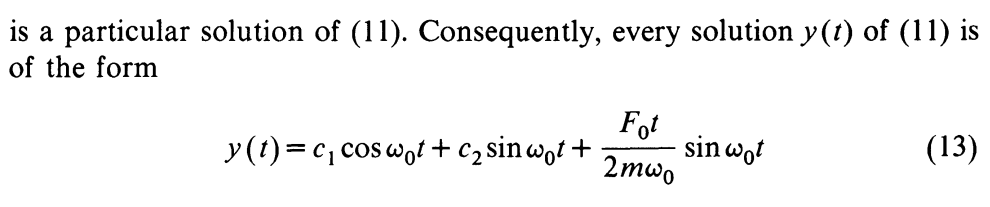 is a particular solution of (11). Consequently, every solution y(t) of (11) is
of the form
y(t) = c₁ cos ω₀t + c₂ sin ω₀t + F₀t / 2mω₀ sin ω₀t (13)